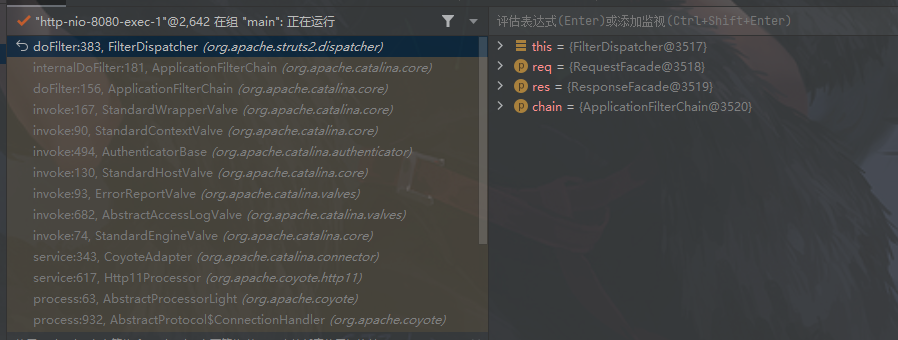 "http-nio-8080-exec-1"@2,642 在组 "main": 正在运行
doFilter:383, FilterDispatcher (org.apache.struts2.dispatcher)
internalDoFilter:181, ApplicationFilterChain (org.apache.catalina.core)
doFilter:156, ApplicationFilterChain (org.apache.catalina.core)
invoke:167, StandardWrapperValve (org.apache.catalina.core)
invoke:90, StandardContextValve (org.apache.catalina.core)
invoke:494, AuthenticatorBase (org.apache.catalina.authenticator)
invoke:130, StandardHostValve (org.apache.catalina.core)
invoke:93, ErrorReportValve (org.apache.catalina.valves)
invoke:682, AbstractAccessLogValve (org.apache.catalina.valves)
invoke:74, StandardEngineValve (org.apache.catalina.core)
service:343, CoyoteAdapter (org.apache.catalina.connector)
service:617, Http11Processor (org.apache.coyote.http11)
process:63, AbstractProcessorLight (org.apache.coyote)
process:932, AbstractProtocol$ConnectionHandler (org.apache.coyote)
评估表达式(Enter)或添加监视(Ctrl+Shift+Enter)
this = {FilterDispatcher@3517}
p req = {RequestFacade@3518}
p res = {ResponseFacade@3519}
p chain = {ApplicationFilterChain@3520}